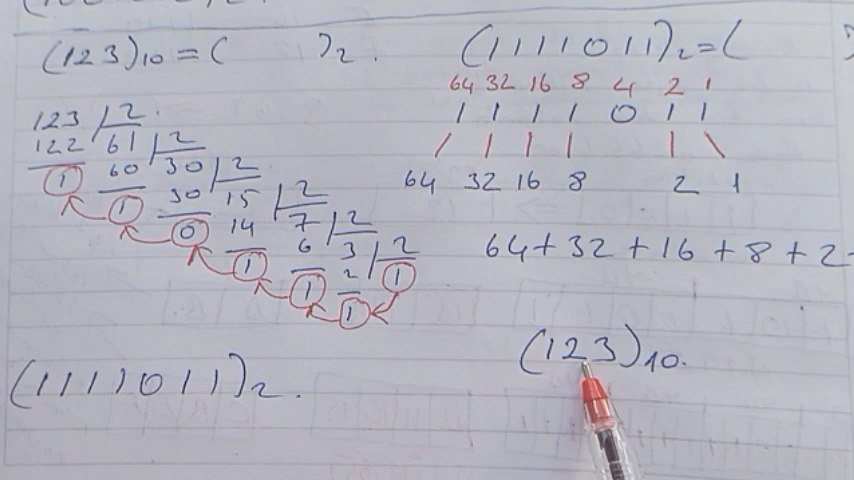 (123)10 = (      )2.
123 | 2
122 61 | 2
1 60 30 | 2
1 30 15 | 2
0 14 7 | 2
1 6 3 | 2
1 2 1
1
(1111011)2.
(1111011)2 = (
64 32 16 8 4 2 1
1 1 1 1 0 1 1
64 32 16 8 2 1
64 + 32 + 16 + 8 + 2
(123)10.